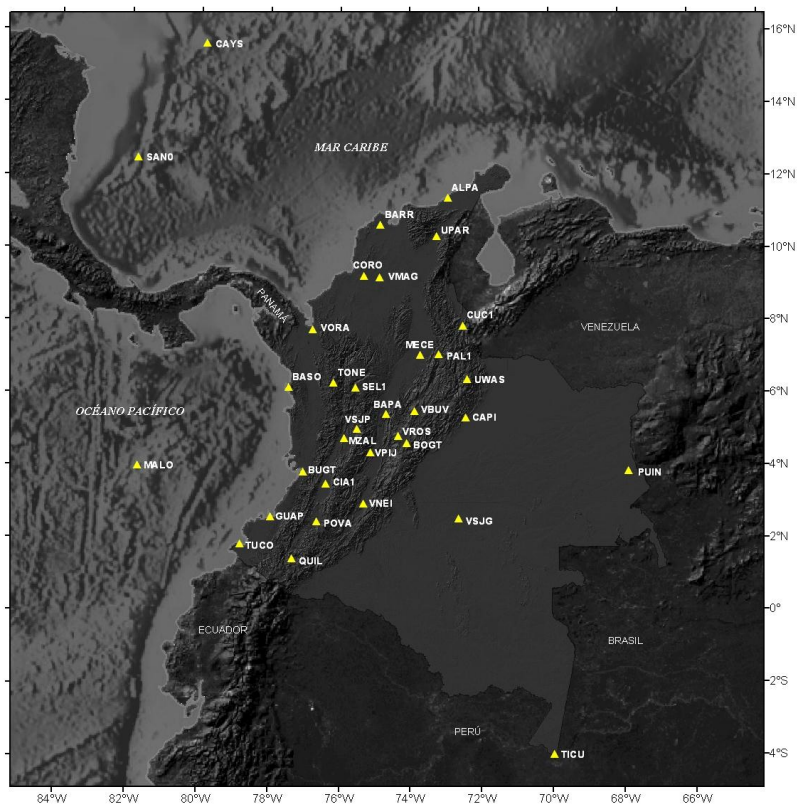 16°N
CAYS
14°N
MAR CARIBE
SAN0
12°N
ALPA
BARR
UPAR
10°N
CORO
VMAG
8°N
PANAMÁ
CUC1
VORA
VENEZUELA
MECE
PAL1
TONE
BASO
SEL1
UWAS
6°N
BAPA
VBUV
OCÉANO PACÍFICO
VSJP
CAPI
VROS
MZAL
BOGT
VPIJ
MALO
4°N
BUGT
PUIN
CIA1
VNEI
GUAP
POVA
VSJG
2°N
TUCO
QUIL
0°
ECUADOR
BRASIL
2°S
PERÚ
4°S
TICU
84°W 82°W 80°W 77°W 75°W 74°W 72°W 70°W 68°W 66°W